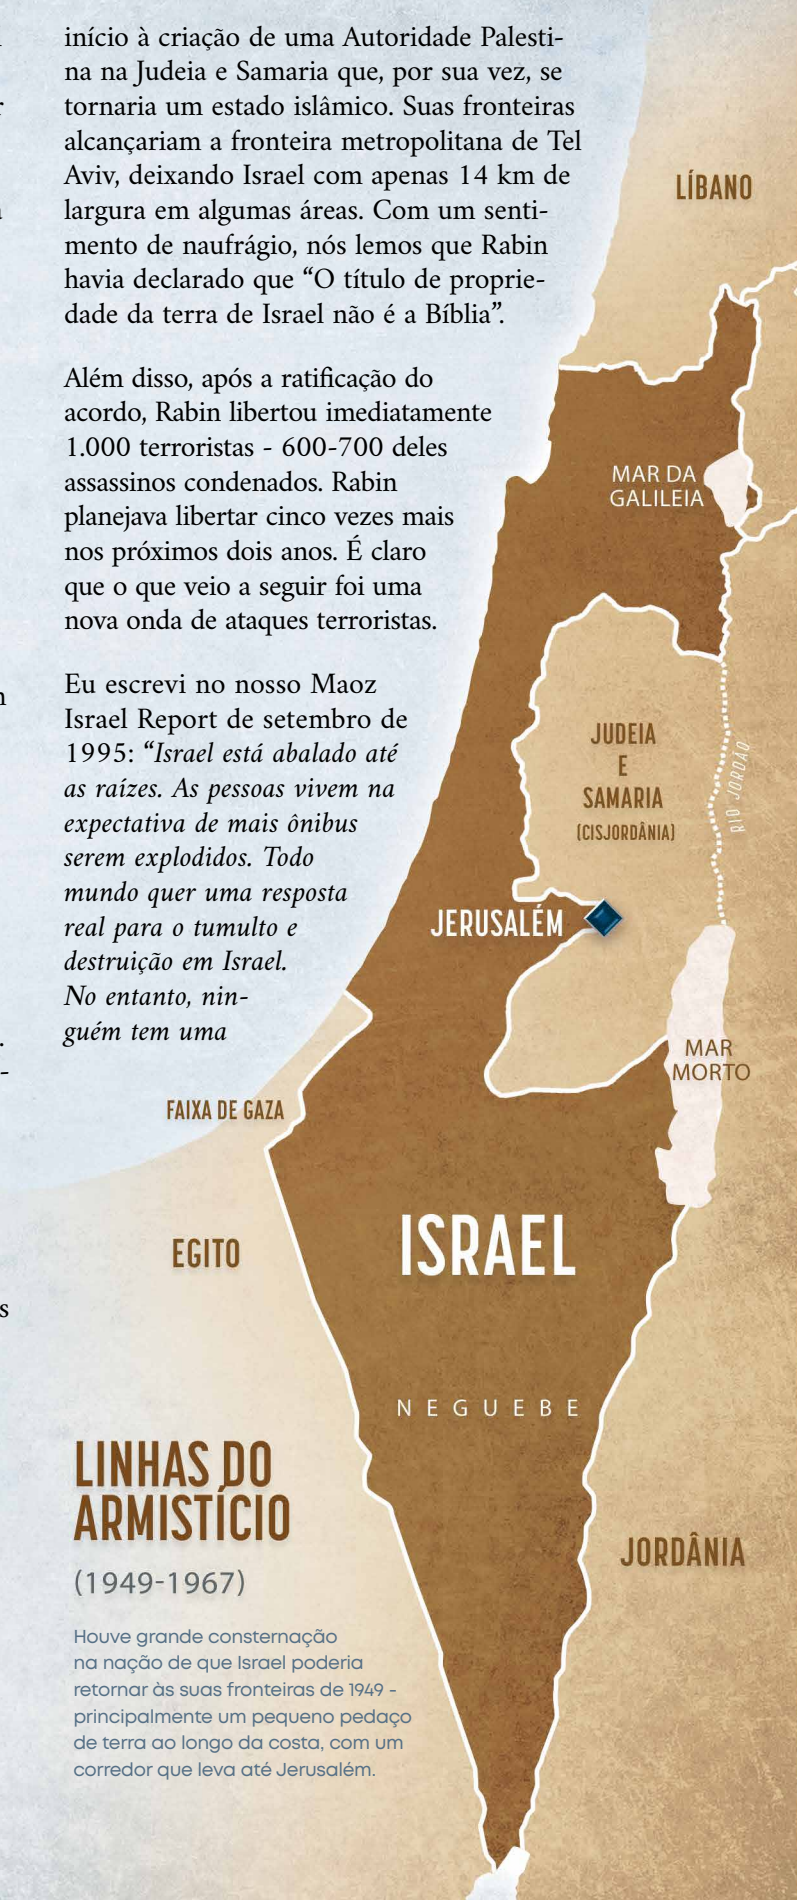 início à criação de uma Autoridade Palesti-
na na Judeia e Samaria que, por sua vez, se
tornaria um estado islâmico. Suas fronteiras
alcançariam a fronteira metropolitana de Tel
Aviv, deixando Israel com apenas 14 km de
largura em algumas áreas. Com um senti-
mento de naufrágio, nós lemos que Rabin
havia declarado que “O título de proprie-
dade da terra de Israel não é a Bíblia”.
Além disso, após a ratificação do
acordo, Rabin libertou imediatamente
1.000 terroristas - 600-700 deles
assassinos condenados. Rabin
planejava libertar cinco vezes mais
nos próximos dois anos. É claro
que o que veio a seguir foi uma
nova onda de ataques terroristas.
Eu escrevi no nosso Maoz
Israel Report de setembro de
1995: “Israel está abalado até
as raízes. As pessoas vivem na
expectativa de mais ônibus
serem explodidos. Todo
mundo quer uma resposta
real para o tumulto e
destruição em Israel.
No entanto, nin-
guém tem uma
LÍBANO
MAR DA
GALILEIA
JUDEIA
E
SAMARIA
(CISJORDÂNIA)
RIO JORDÃO
JERUSALÉM
MAR
MORTO
FAIXA DE GAZA
EGITO
ISRAEL
NEGUEBE
JORDÂNIA
LINHAS DO
ARMISTÍCIO
(1949-1967)
Houve grande consternação
na nação de que Israel poderia
retornar às suas fronteiras de 1949 -
principalmente um pequeno pedaço
de terra ao longo da costa, com um
corredor que leva até Jerusalém.